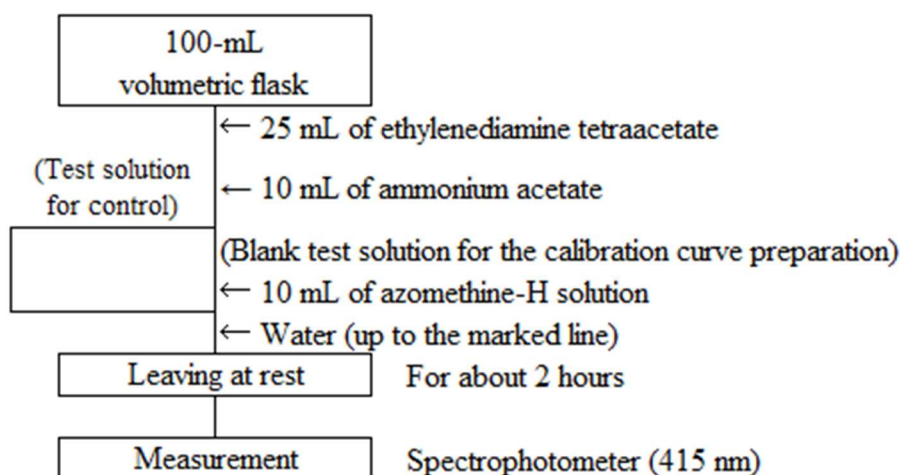 100-mL
volumetric flask
← 25 mL of ethylenediamine tetraacetate
(Test solution
for control)
← 10 mL of ammonium acetate
(Blank test solution for the calibration curve preparation)
← 10 mL of azomethine-H solution
← Water (up to the marked line)
Leaving at rest For about 2 hours
Measurement Spectrophotometer (415 nm)